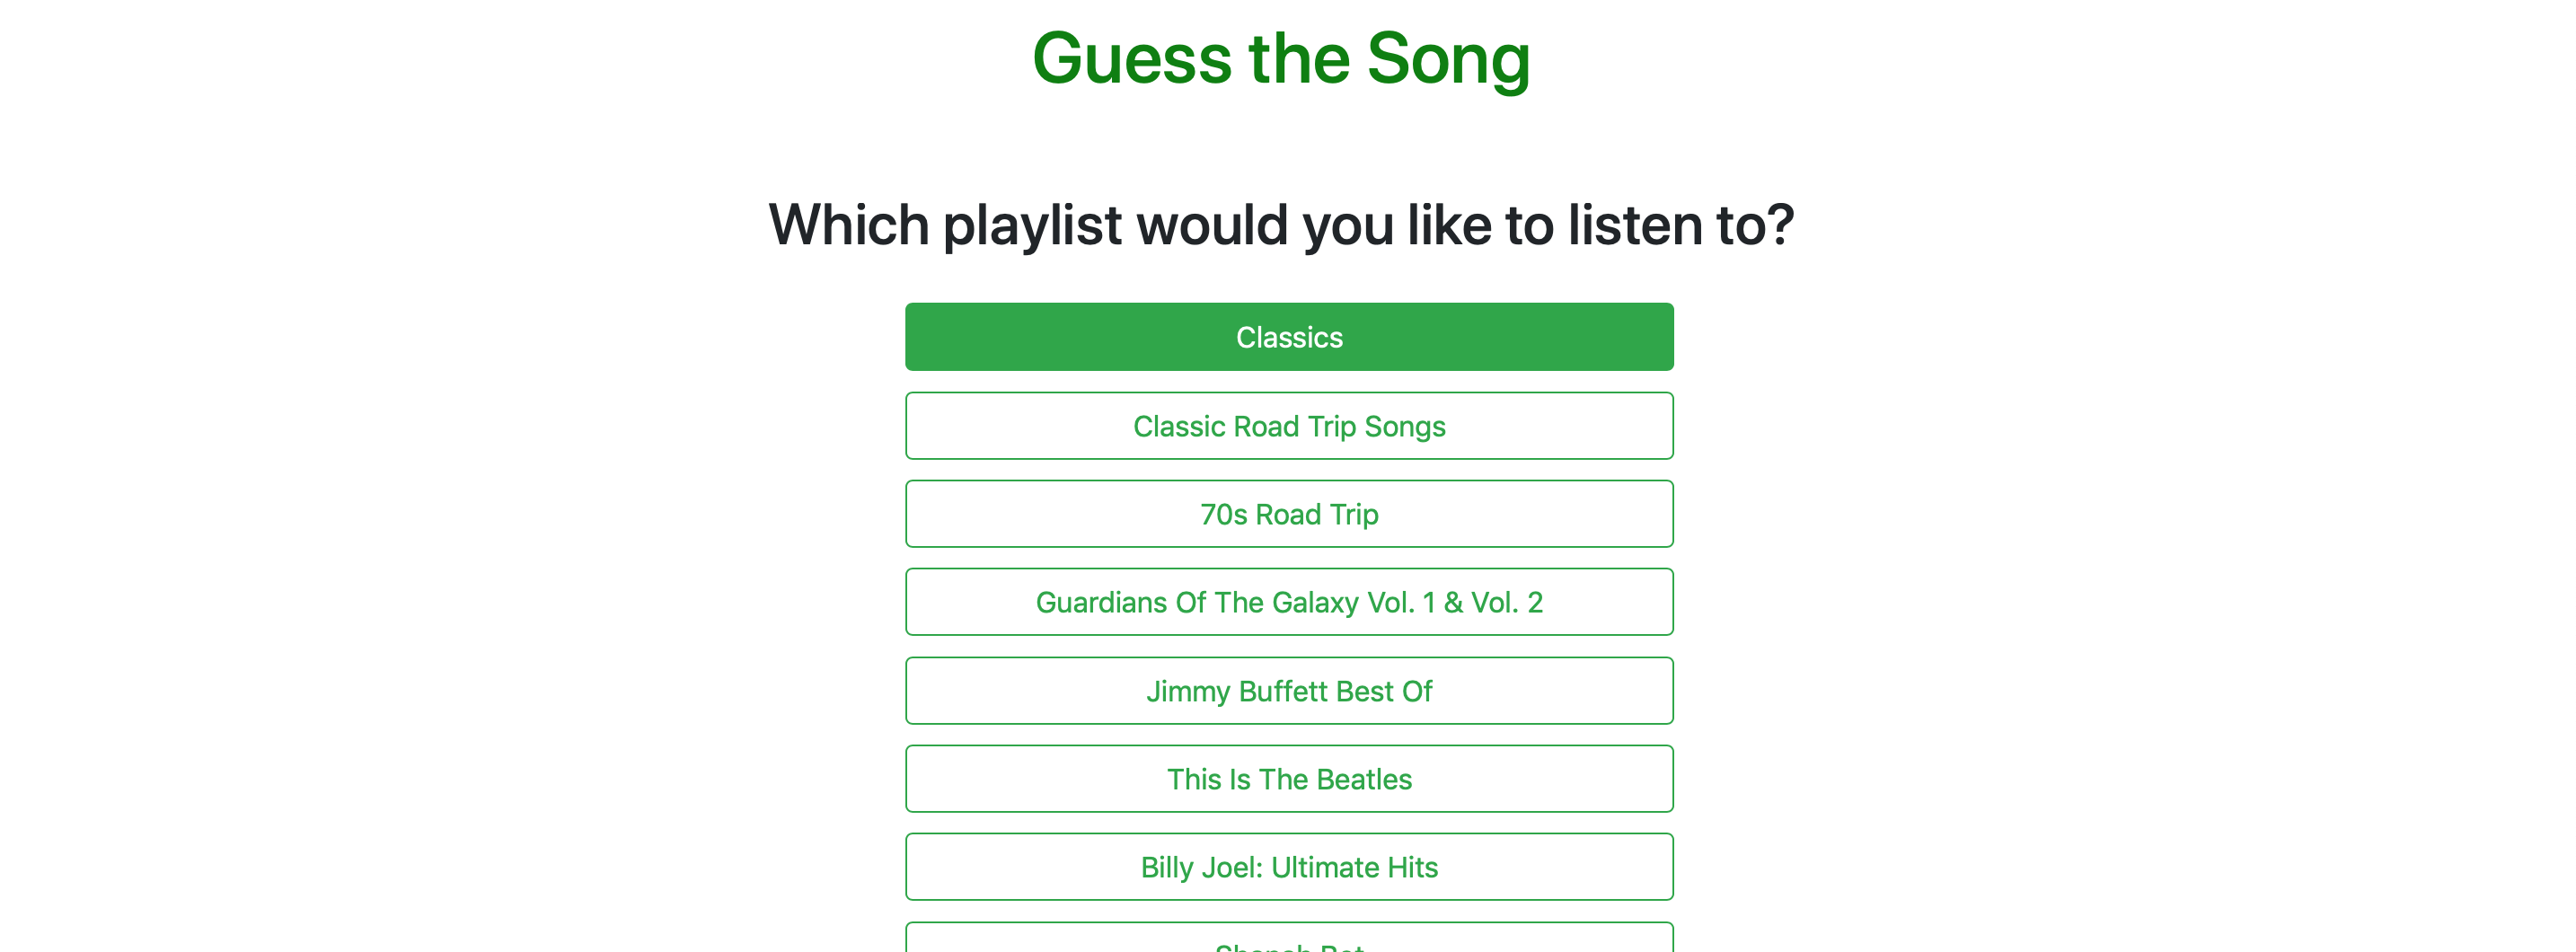 Guess the Song
Which playlist would you like to listen to?
Classics
Classic Road Trip Songs
70s Road Trip
Guardians Of The Galaxy Vol. 1 & Vol. 2
Jimmy Buffett Best Of
This Is The Beatles
Billy Joel: Ultimate Hits